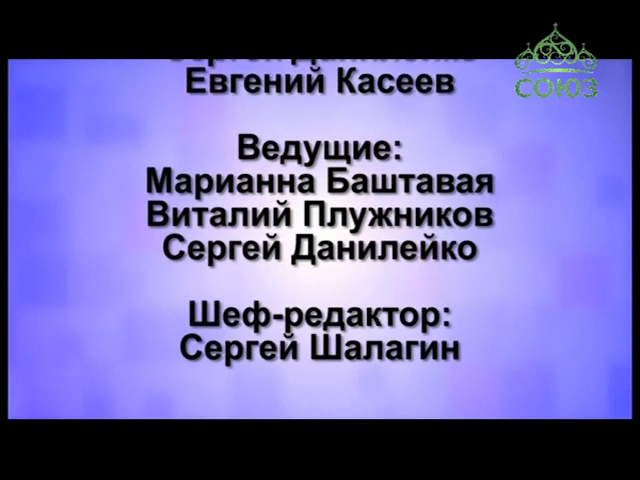 СОЮЗ
Евгений Касеев
Ведущие:
Марианна Баштавая
Виталий Плужников
Сергей Данилейко
Шеф-редактор:
Сергей Шалагин